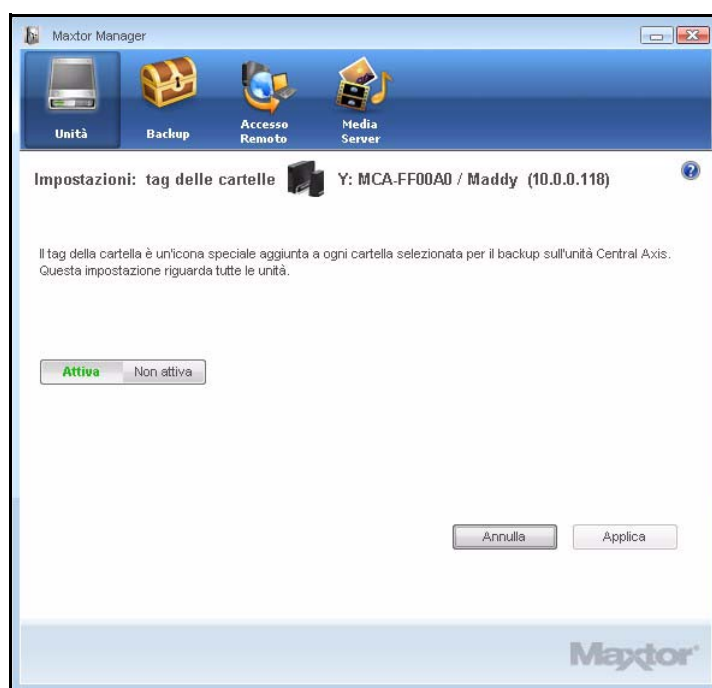 Maxtor Manager
Unità
Backup
Accesso
Remoto
Media
Server
Impostazioni: tag delle cartelle
Y: MCA-FF00A0 / Maddy (10.0.0.118)
?
Il tag della cartella è un'icona speciale aggiunta a ogni cartella selezionata per il backup sull'unità Central Axis.
Questa impostazione riguarda tutte le unità.
Attiva
Non attiva
Annulla
Applica
Maxtor